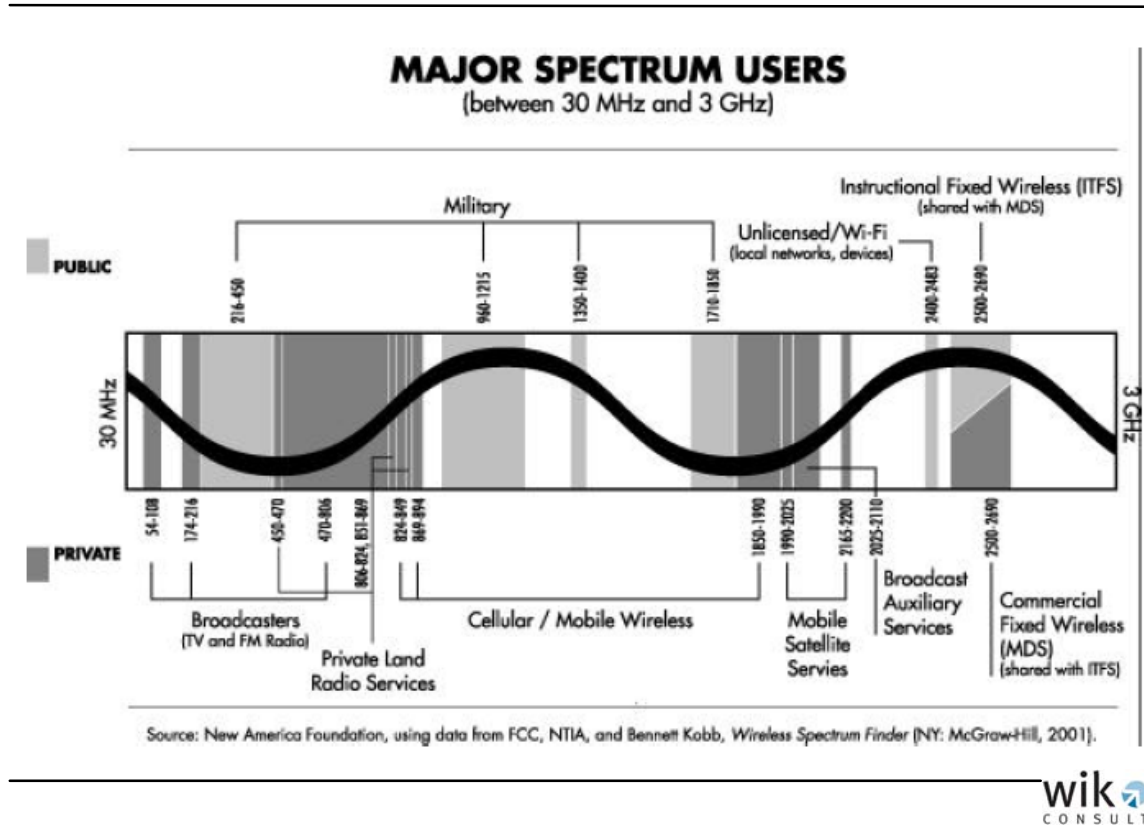 MAJOR SPECTRUM USERS
(between 30 MHz and 3 GHz)
Military
Instructional Fixed Wireless (ITFS)
(shared with MDS)
Unlicensed/Wi-Fi
(local networks, devices)
PUBLIC
216-450
960-1215
1350-1400
1710-1850
2400-2483
2500-2690
30 MHz
3 GHz
PRIVATE
54-108
174-216
450-470
470-806
806-824, 851-869
824-849
869-894
1850-1990
1990-2025
2165-2200
2025-2110
2500-2690
Broadcasters
(TV and FM Radio)
Private Land
Radio Services
Cellular / Mobile Wireless
Mobile
Satellite
Servies
Broadcast
Auxiliary
Services
Commercial
Fixed Wireless
(MDS)
(shared with ITFS)
Source: New America Foundation, using data from FCC, NTIA, and Bennett Kobb, Wireless Spectrum Finder (NY: McGraw-Hill, 2001).
wik
CONSULT